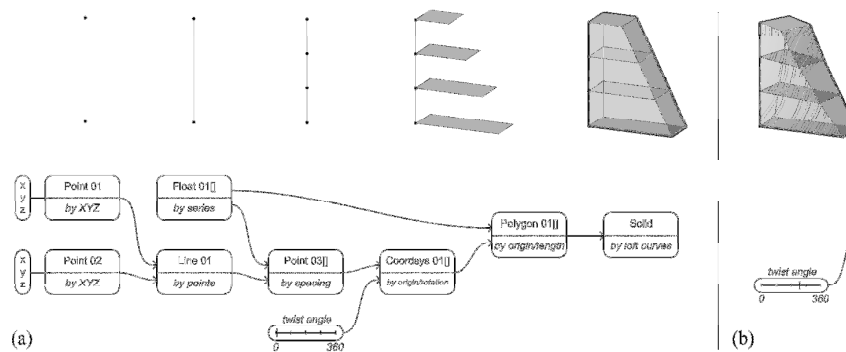 x
y
z
Point 01
by XYZ
Float 01[]
by series
Polygon 01[]
by origin/length
Solid
by loft curves
x
y
z
Point 02
by XYZ
Line 01
by points
Point 03[]
by spacing
Coordsys 01[]
by origin/rotation
twist angle
0
360
twist angle
0
360
(a)
(b)